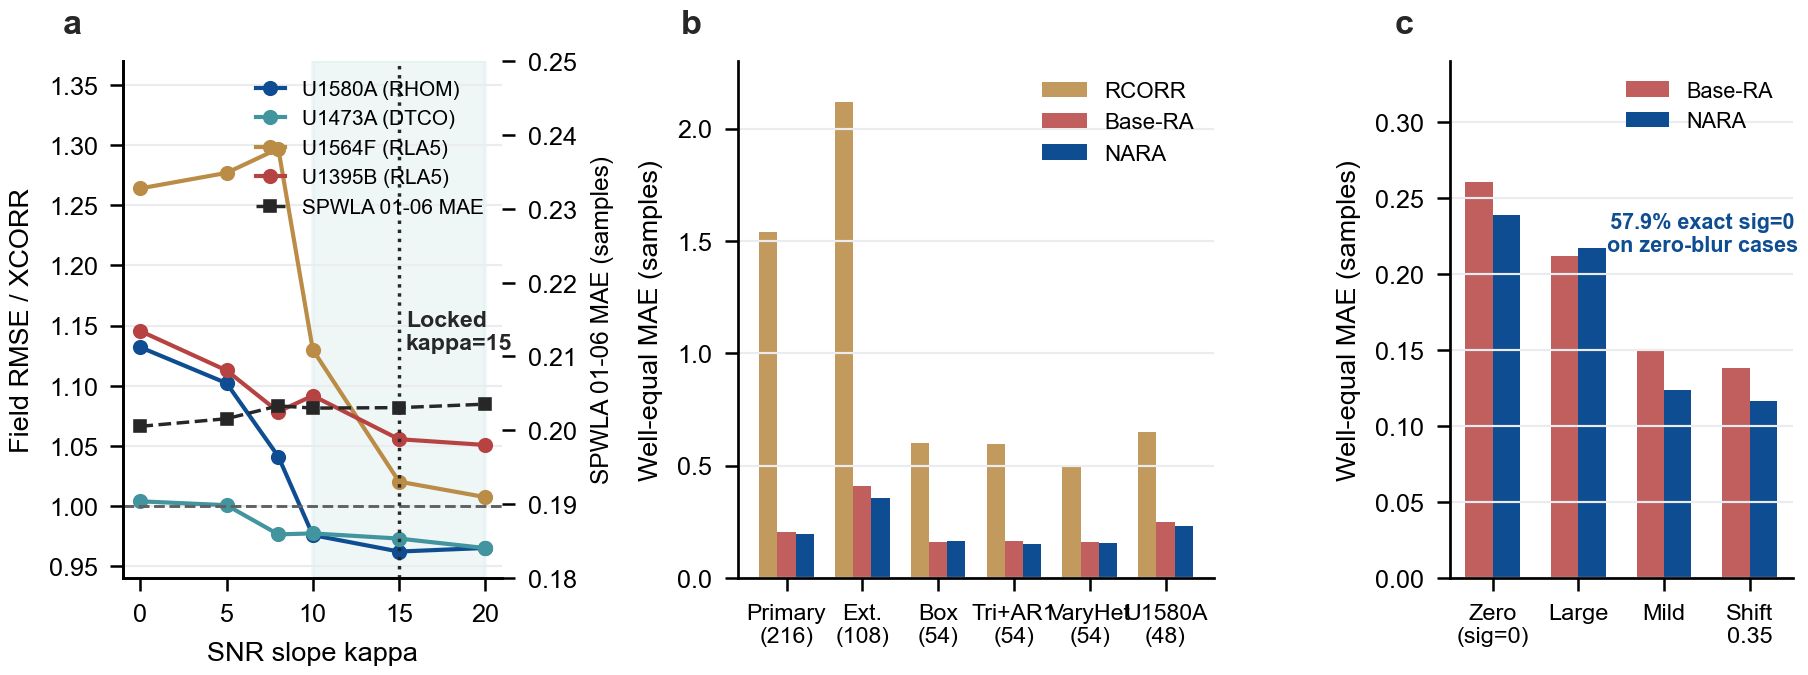 a
Field RMSE / XCORR
1.35
1.30
1.25
1.20
1.15
1.10
1.05
1.00
0.95
0
5
10
15
20
SNR slope kappa
U1580A (RHOM)
U1473A (DTCO)
U1564F (RLA5)
U1395B (RLA5)
SPWLA 01-06 MAE
Locked
kappa=15
0.25
0.24
0.23
0.22
0.21
0.20
0.19
0.18
SPWLA 01-06 MAE (samples)
b
Well-equal MAE (samples)
2.0
1.5
1.0
0.5
0.0
RCORR
Base-RA
NARA
Primary
(216)
Ext.
(108)
Box
(54)
Tri+AR1
(54)
VaryHet
(54)
U1580A
(48)
c
Well-equal MAE (samples)
0.30
0.25
0.20
0.15
0.10
0.05
0.00
Base-RA
NARA
57.9% exact sig=0
on zero-blur cases
Zero
(sig=0)
Large
Mild
Shift
0.35